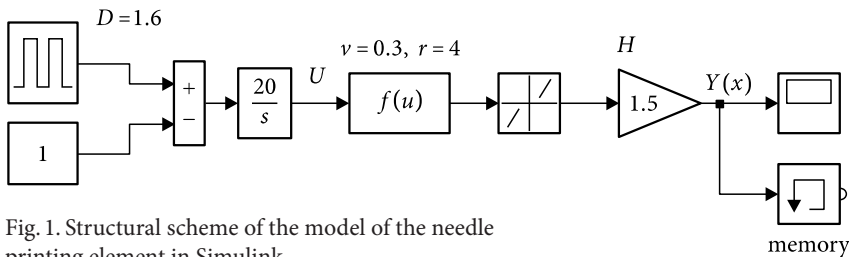 D = 1.6
v = 0.3, r = 4
H
+
−
20
s
U
f(u)
1.5
Y(x)
1
Fig. 1. Structural scheme of the model of the needle
printing element in Simulink
memory